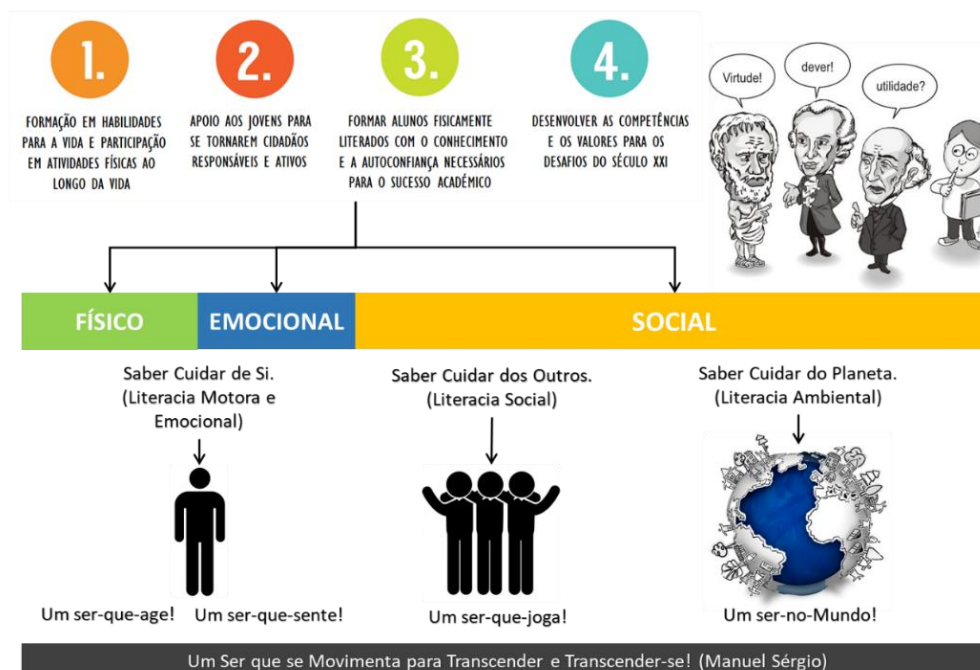 1.
FORMAÇÃO EM HABILIDADES
PARA A VIDA E PARTICIPAÇÃO
EM ATIVIDADES FÍSICAS AO
LONGO DA VIDA
2.
APOIO AOS JOVENS PARA
SE TORNAREM CIDADÃOS
RESPONSÁVEIS E ATIVOS
3.
FORMAR ALUNOS FISICAMENTE
LITERADOS COM O CONHECIMENTO
E A AUTOCONFIANÇA NECESSÁRIOS
PARA O SUCESSO ACADÉMICO
4.
DESENVOLVER AS COMPETÊNCIAS
E OS VALORES PARA OS
DESAFIOS DO SÉCULO XXI
Virtude!
dever!
utilidade?
FÍSICO
EMOCIONAL
SOCIAL
Saber Cuidar de Si.
(Literacia Motora e
Emocional)
Saber Cuidar dos Outros.
(Literacia Social)
Saber Cuidar do Planeta.
(Literacia Ambiental)
Um ser-que-age!
Um ser-que-sente!
Um ser-que-joga!
Um ser-no-Mundo!
Um Ser que se Movimenta para Transcender e Transcender-se! (Manuel Sérgio)